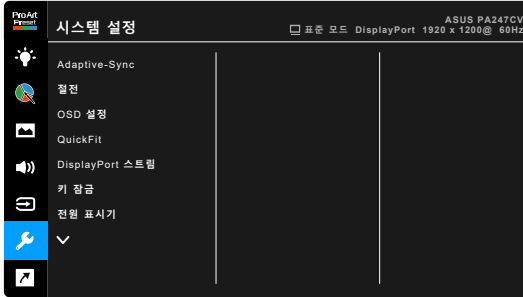 ProArt
Preset
시스템 설정
ASUS PA247CV
표준 모드 DisplayPort 1920 x 1200@ 60Hz
Adaptive-Sync
절전
OSD 설정
QuickFit
DisplayPort 스트림
키 잠금
전원 표시기